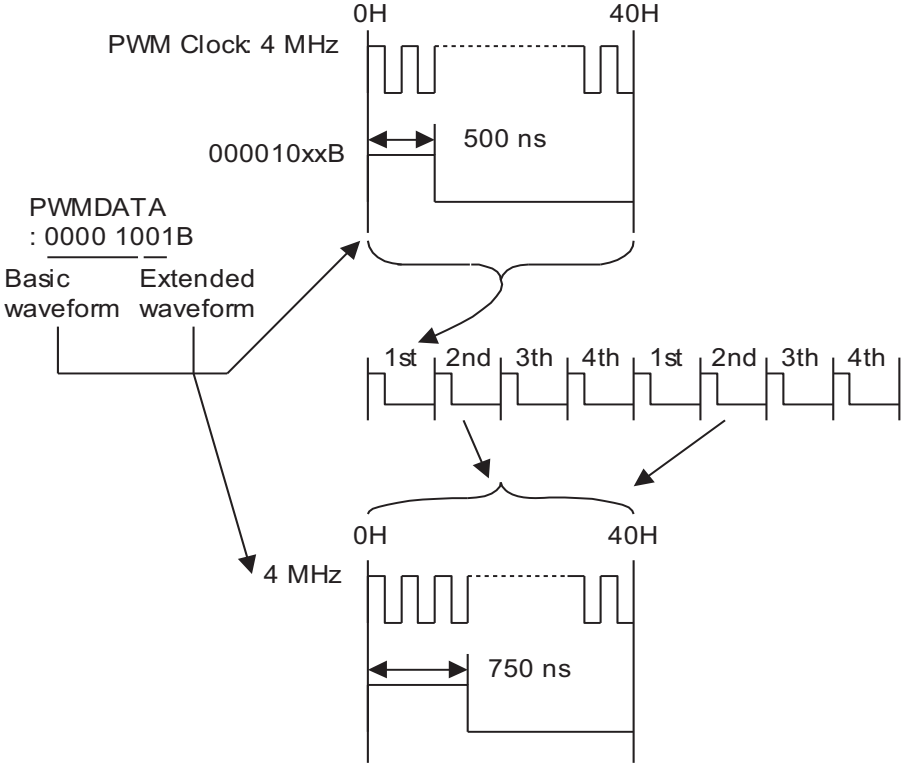 0H 40H
PWM Clock: 4 MHz
500 ns
000010xxB
PWMDATA
: 0000 1001B
Basic Extended
waveform waveform
1st 2nd 3th 4th 1st 2nd 3th 4th
0H 40H
4 MHz
750 ns